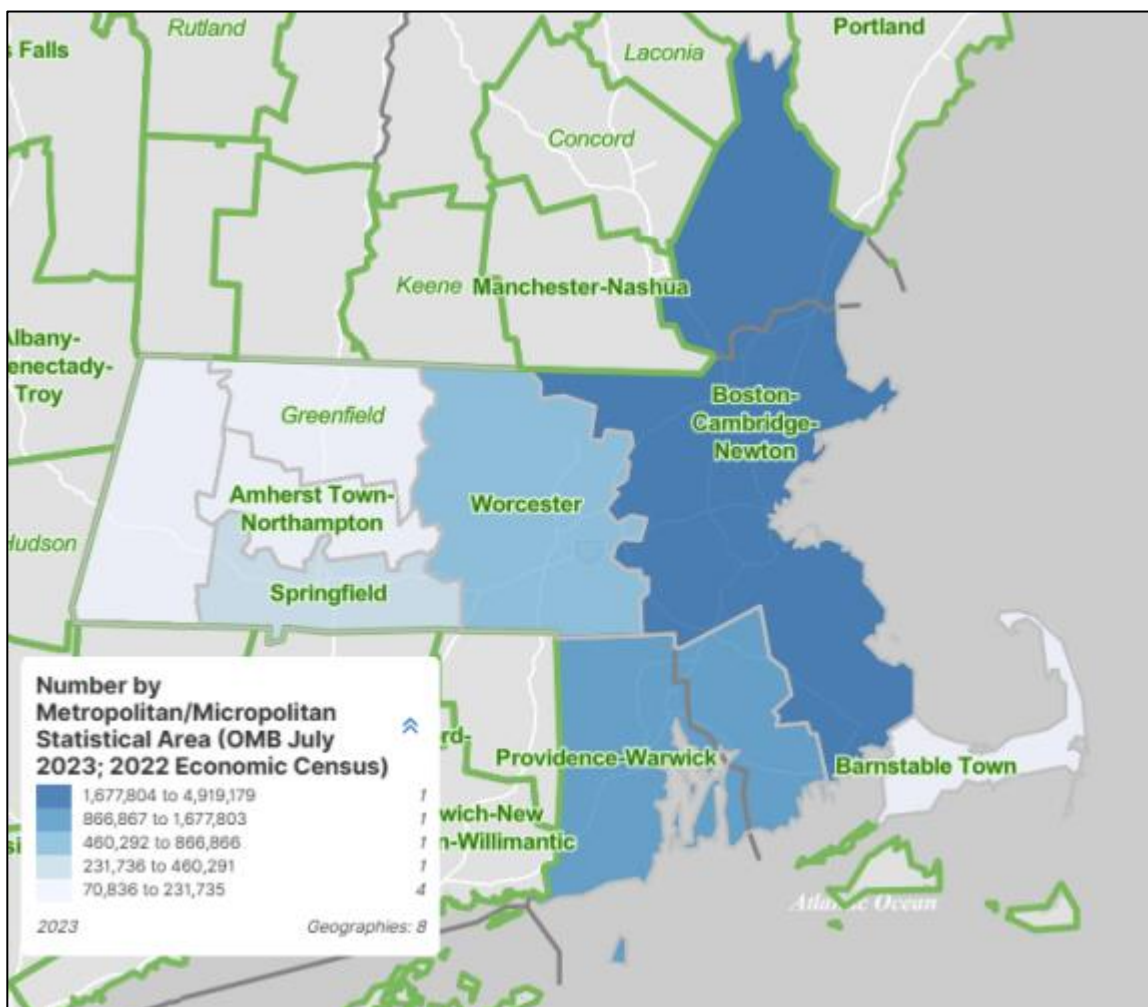 Rutland
Portland
s Falls
Laconia
Concord
Keene
Manchester-Nashua
Albany-
enectady-
Troy
Boston-
Cambridge-
Newton
Greenfield
Amherst Town-
Northampton
Worcester
Hudson
Springfield
Number by
Metropolitan/Micropolitan
Statistical Area (OMB July
2023; 2022 Economic Census)
1,677,804 to 4,919,179 1
866,867 to 1,677,803 1
460,292 to 866,866 1
231,736 to 460,291 1
70,836 to 231,735 4
2023 Geographies: 8
rd-
Providence-Warwick
Barnstable Town
wich-New
n-Willimantic
si
Atlantic Ocean